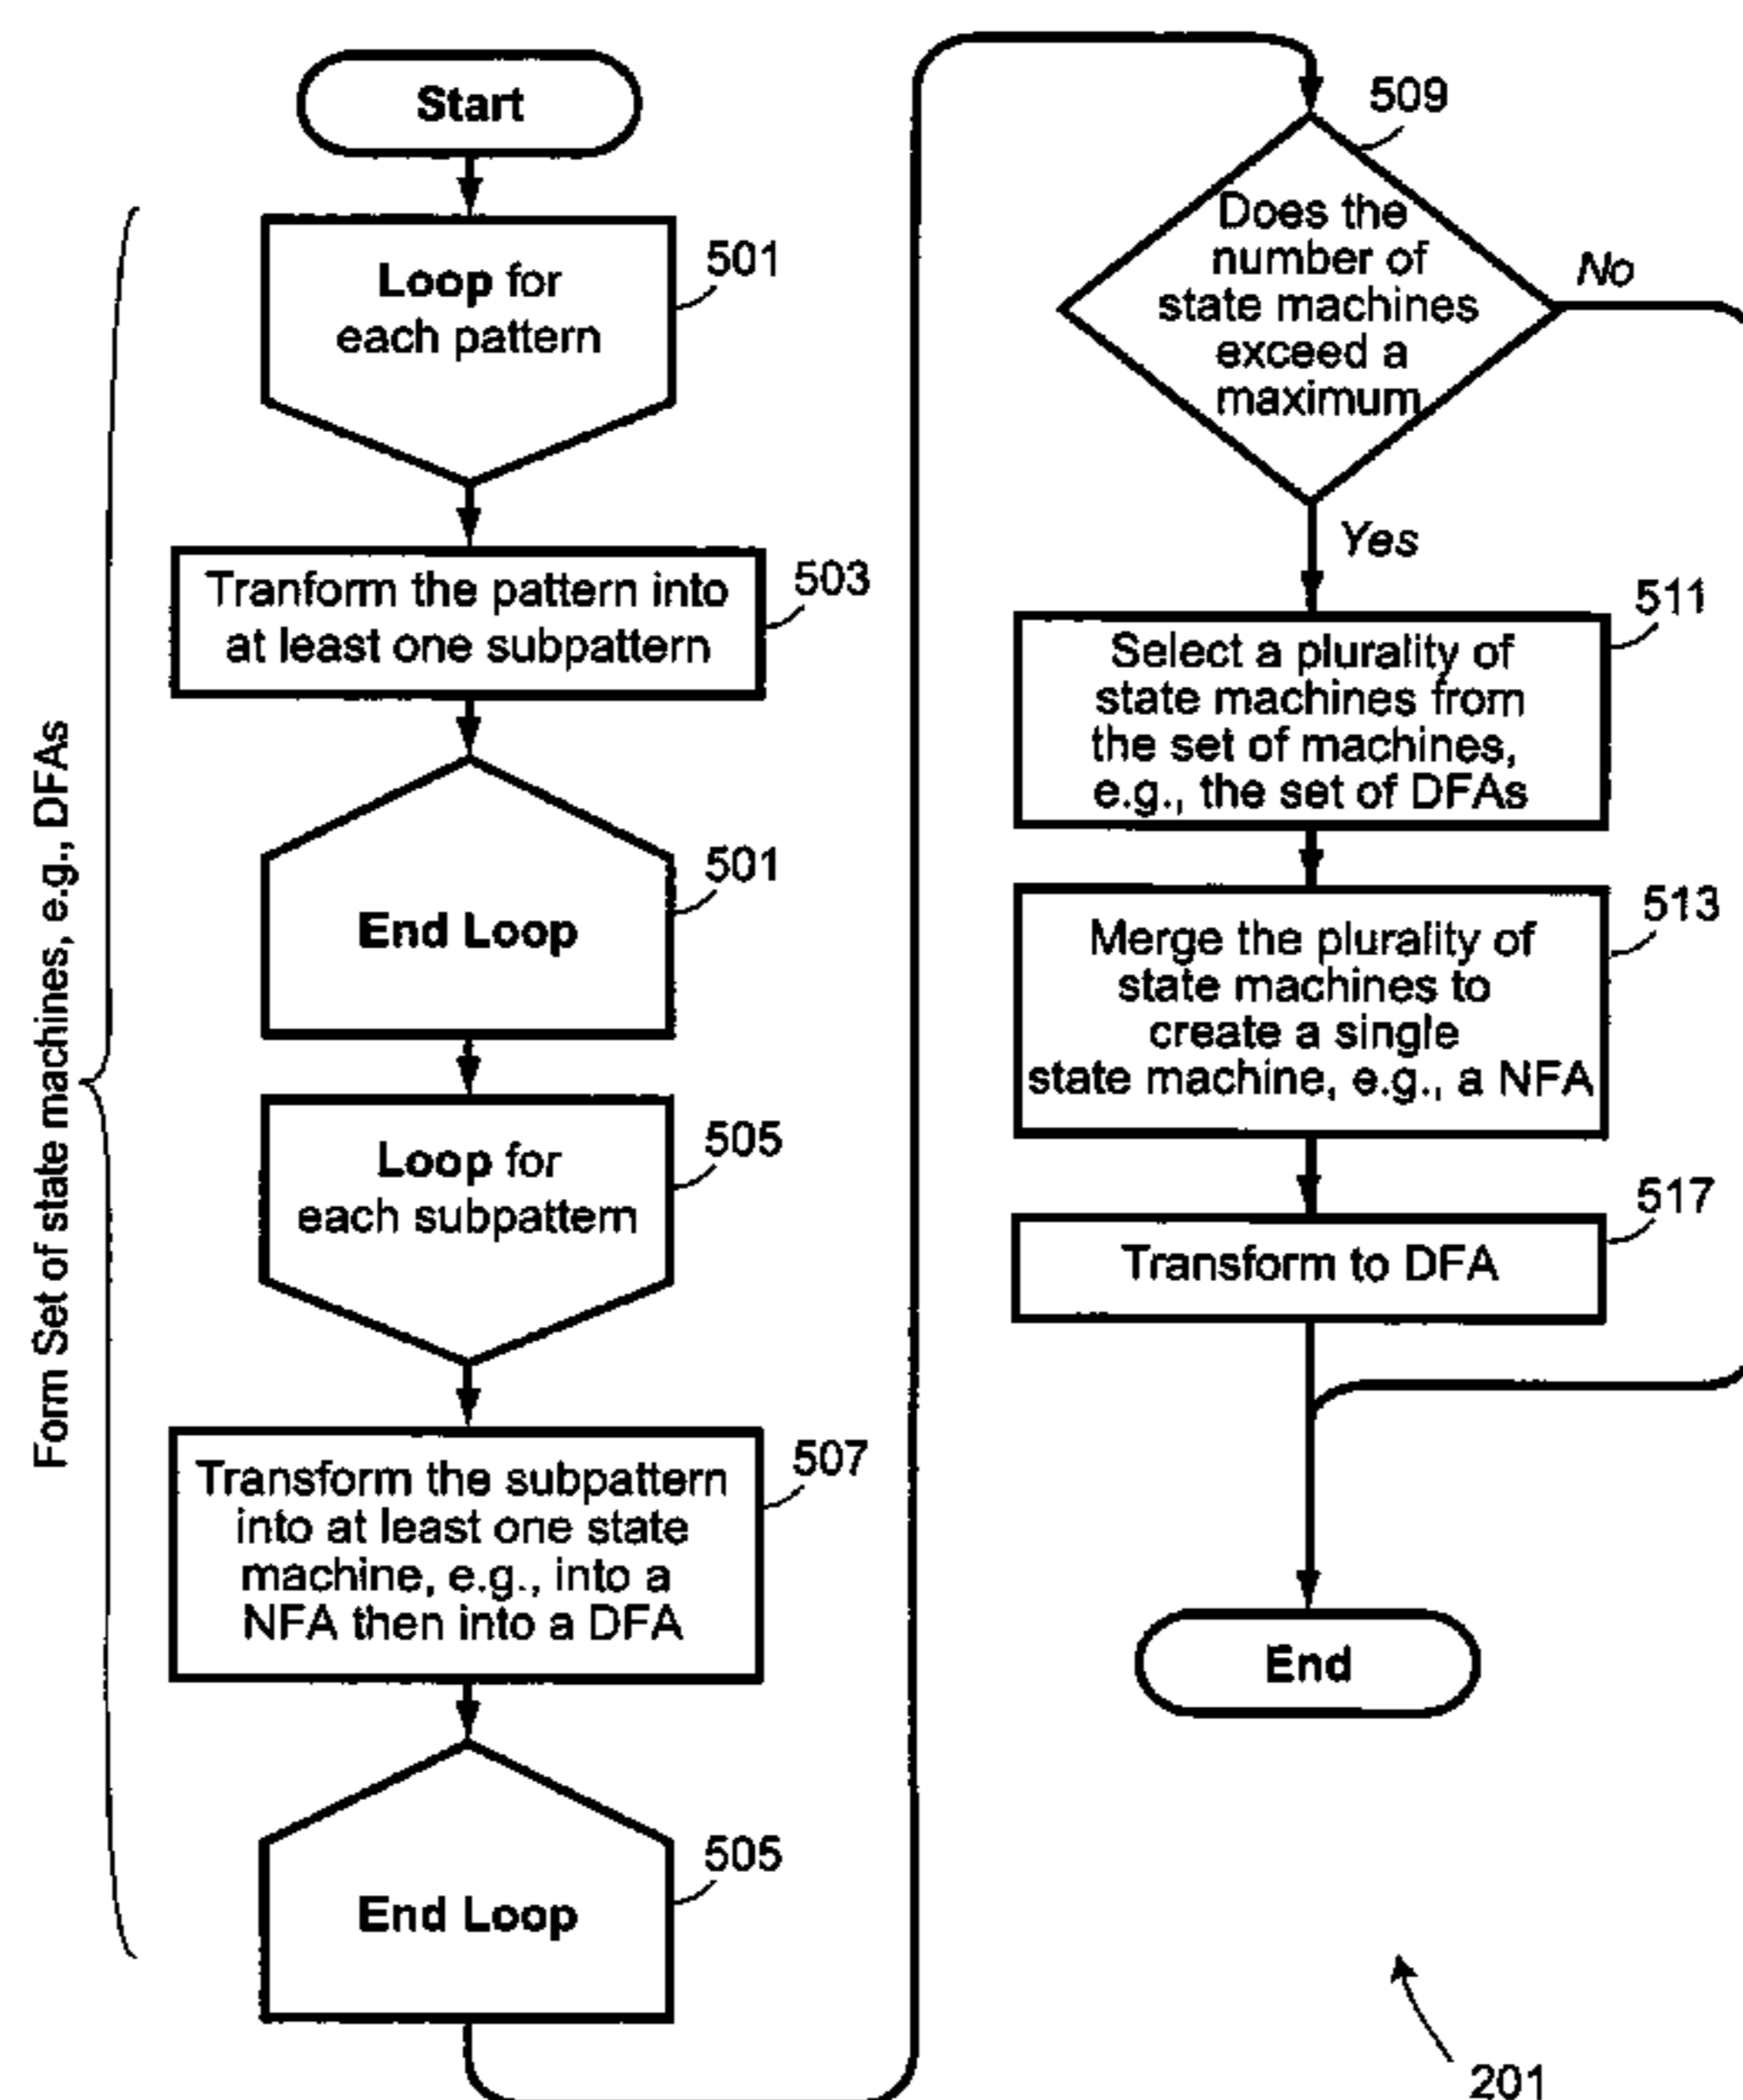 Form Set of state machines, e.g., DFAs
Start
Loop for
each pattern
501
Tranform the pattern into
at least one subpattern
503
End Loop
501
Loop for
each subpattern
505
Transform the subpattern
into at least one state
machine, e.g., into a
NFA then into a DFA
507
End Loop
505
Does the
number of
state machines
exceed a
maximum
509
No
Yes
Select a plurality of
state machines from
the set of machines,
e.g., the set of DFAs
511
Merge the plurality of
state machines to
create a single
state machine, e.g., a NFA
513
Transform to DFA
517
End
201